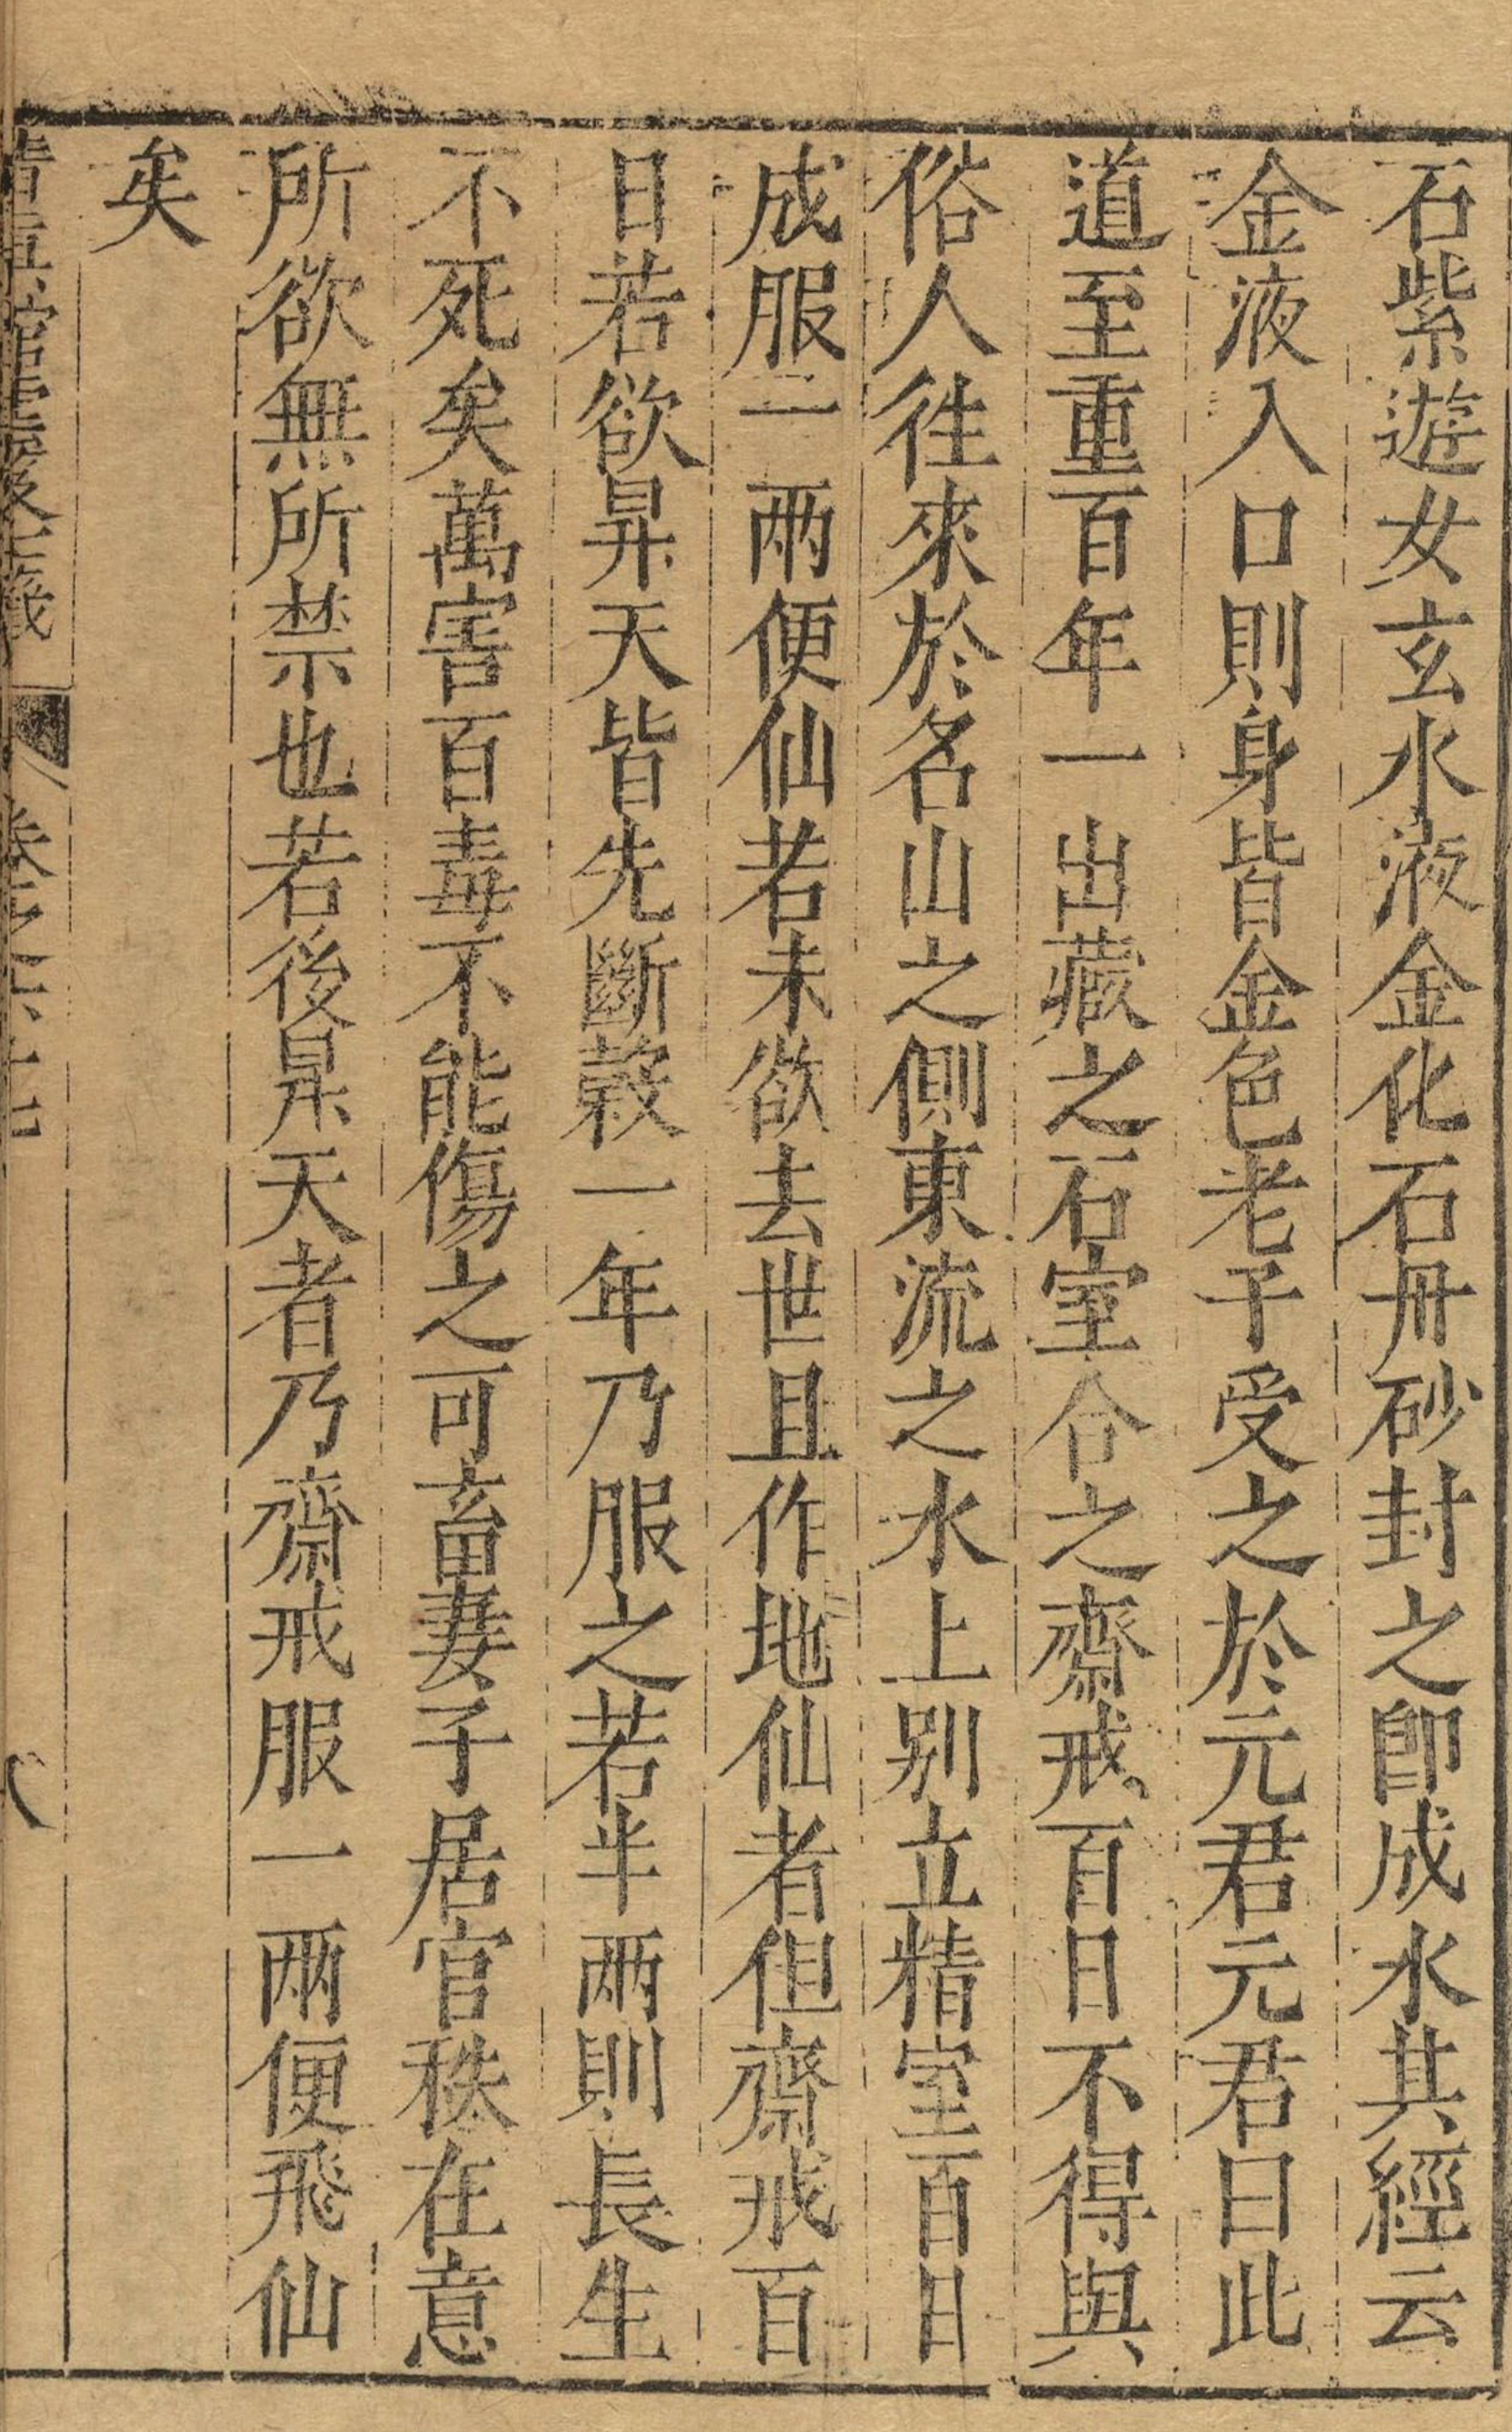 石紫遊女玄水液金化石丹砂封之卽成水其經云
金液入口則身皆金色老子受之於元君元君曰此
道至重百年一出藏之石室合之齋戒百日不得與
俗人往來於名山之側東流之水上別立精室百日
成服一兩便仙若未欲去世且作地仙者但齋戒百
日若欲昇天皆先斷穀一年乃服之若半兩則長生
不死矣萬害百毒不能傷之可畜妻子居官秩在意
所欲無所禁也若後昇天者乃齋戒服一兩便飛仙
矣